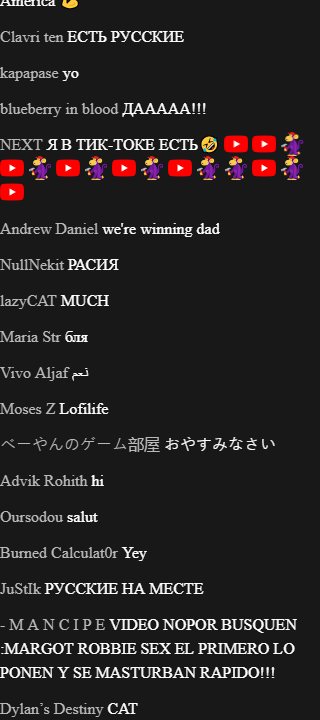 America 💪
Clavri ten ЕСТЬ РУССКИЕ
kapapase yo
blueberry in blood ДААААА!!!
NEXT Я В ТИК-ТОКЕ ЕСТЬ🤣
Andrew Daniel we're winning dad
NullNekit РАСИЯ
lazyCAT MUCH
Maria Str бля
Vivo Aljaf نعم
Moses Z Lofilife
べーやんのゲーム部屋 おやすみなさい
Advik Rohith hi
Oursodou salut
Burned Calculat0r Yey
JuStIk РУССКИЕ НА МЕСТЕ
- M A N C I P E VIDEO NOPOR BUSQUEN
:MARGOT ROBBIE SEX EL PRIMERO LO
PONEN Y SE MASTURBAN RAPIDO!!!
Dylan’s Destiny CAT